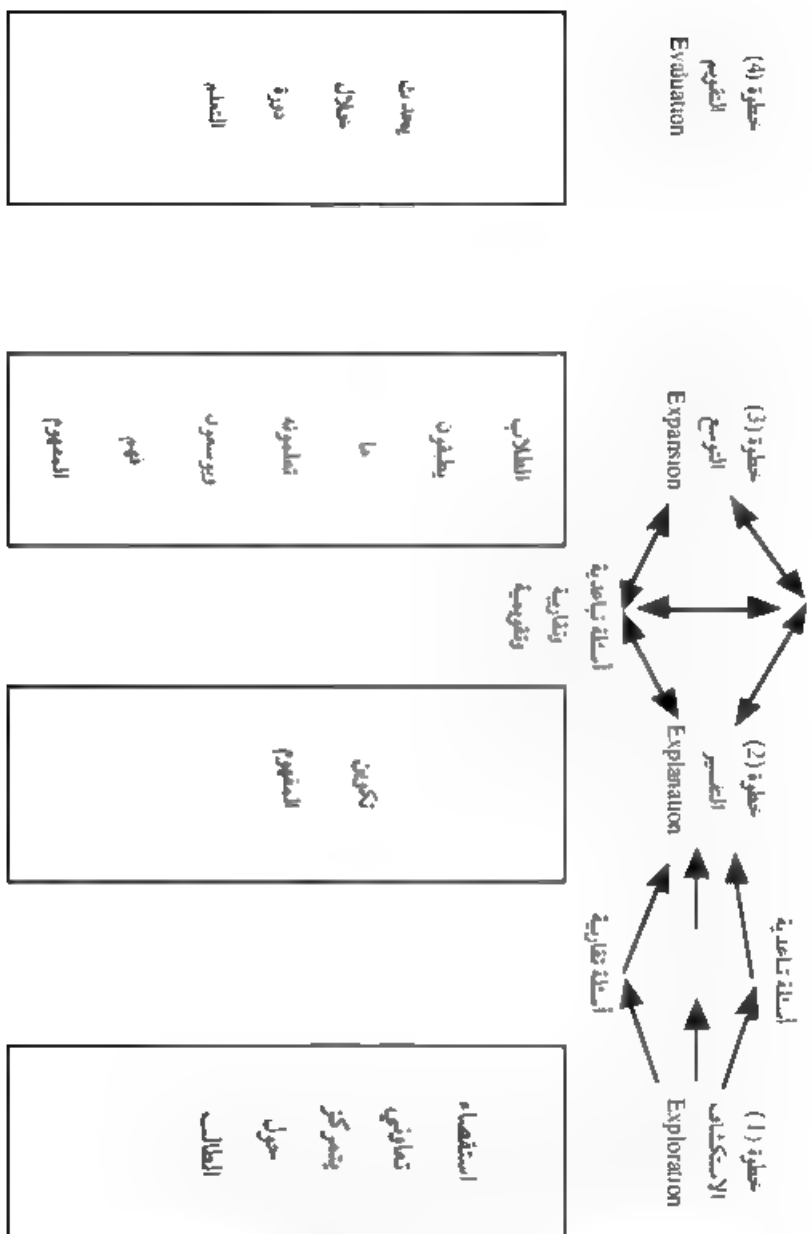 خطوة (1)
الاستكشاف
Exploration
أسئلة تباعدية
أسئلة تقاربية
خطوة (2)
التفسير
Explanation
أسئلة تباعدية
وتقاربية
وتقويمية
خطوة (3)
التوسع
Expansion
خطوة (4)
التقويم
Evaluation
استقصاء
تعاوني
يتمركز
حول
الطالب
تكوين
المفهوم
الطلاب
يطبقون
ما
تعلمونه
ويوسعون
فهم
المفهوم
يحدث
خلال
دورة
التعلم